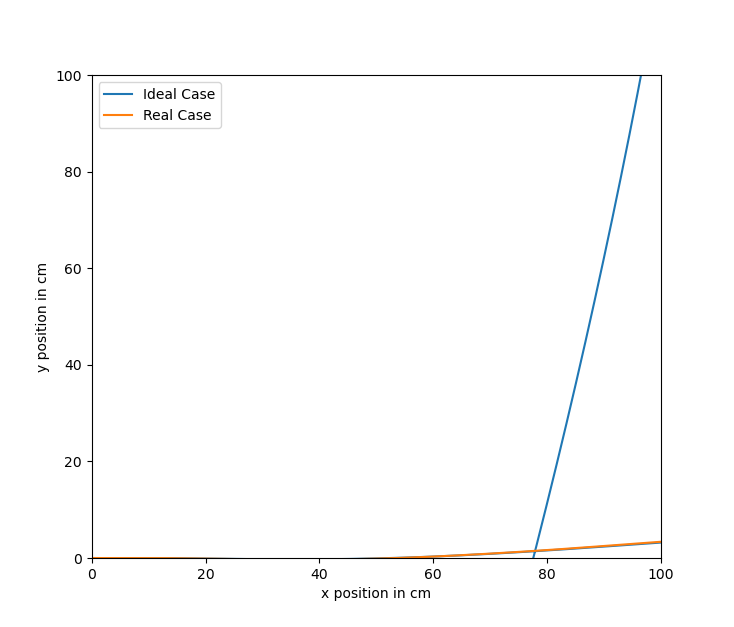 100
80
60
40
20
0
y position in cm
Ideal Case
Real Case
0 20 40 60 80 100
x position in cm